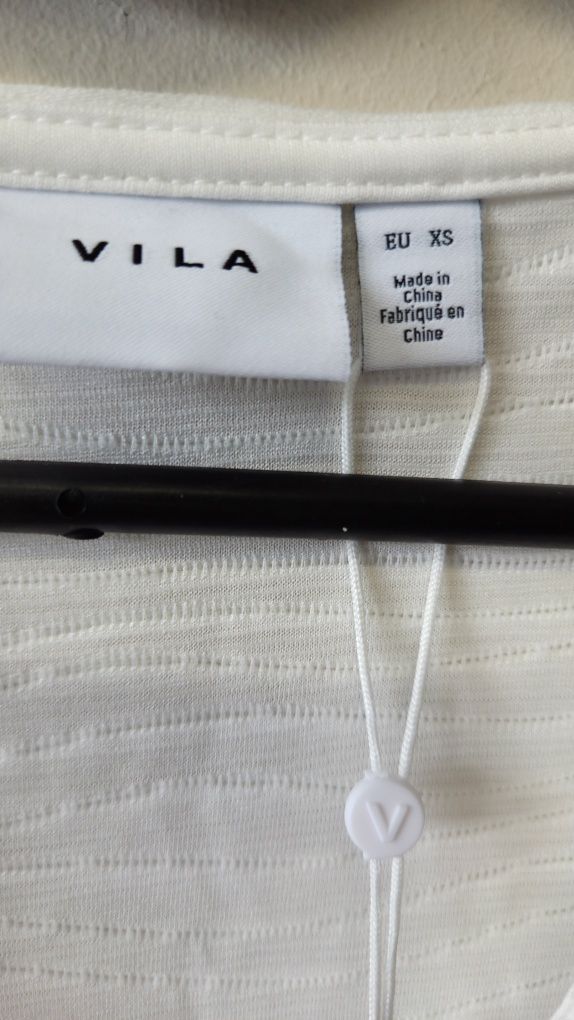 VILA
EU XS
Made in
China
Fabriqué en
Chine
V